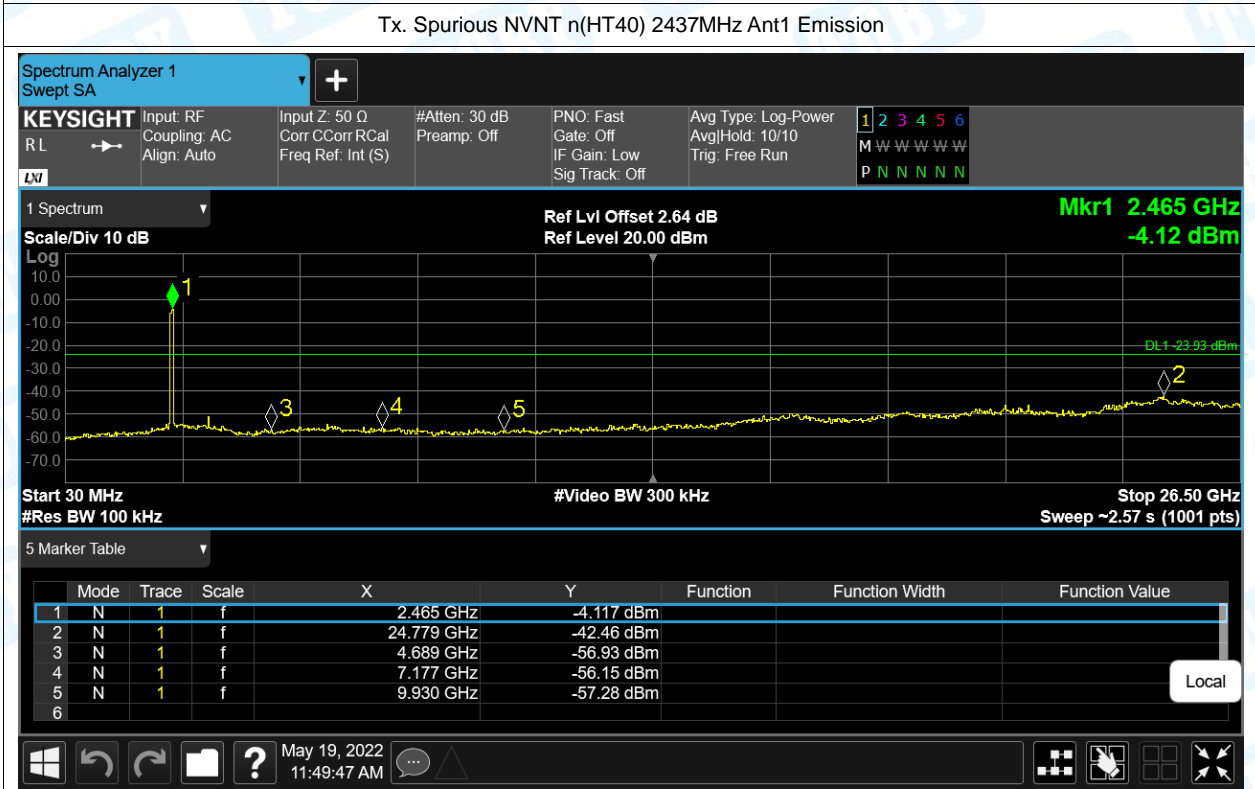 Tx. Spurious NVNT n(HT40) 2437MHz Ant1 Emission
Spectrum Analyzer 1
Swept SA
+
KEYSIGHT Input: RF Input Z: 50 Ω #Atten: 30 dB PNO: Fast Avg Type: Log-Power 1 2 3 4 5 6
RL Coupling: AC Corr CCorr RCal Preamp: Off Gate: Off Avg|Hold: 10/10 M W W W W W
Align: Auto Freq Ref: Int (S) IF Gain: Low Trig: Free Run
LXI Sig Track: Off P N N N N N
1 Spectrum Ref Lvl Offset 2.64 dB Mkr1 2.465 GHz
Scale/Div 10 dB Ref Level 20.00 dBm -4.12 dBm
Log
10.0
1
0.00
-10.0
-20.0
DL1 -23.93 dBm
-30.0
2
-40.0
3 4 5
-50.0
-60.0
-70.0
Start 30 MHz #Video BW 300 kHz Stop 26.50 GHz
#Res BW 100 kHz Sweep ~2.57 s (1001 pts)
5 Marker Table
Mode Trace Scale X Y Function Function Width Function Value
1 N 1 f 2.465 GHz -4.117 dBm
2 N 1 f 24.779 GHz -42.46 dBm
3 N 1 f 4.689 GHz -56.93 dBm
4 N 1 f 7.177 GHz -56.15 dBm
5 N 1 f 9.930 GHz -57.28 dBm
6
Local
? May 19, 2022
11:49:47 AM